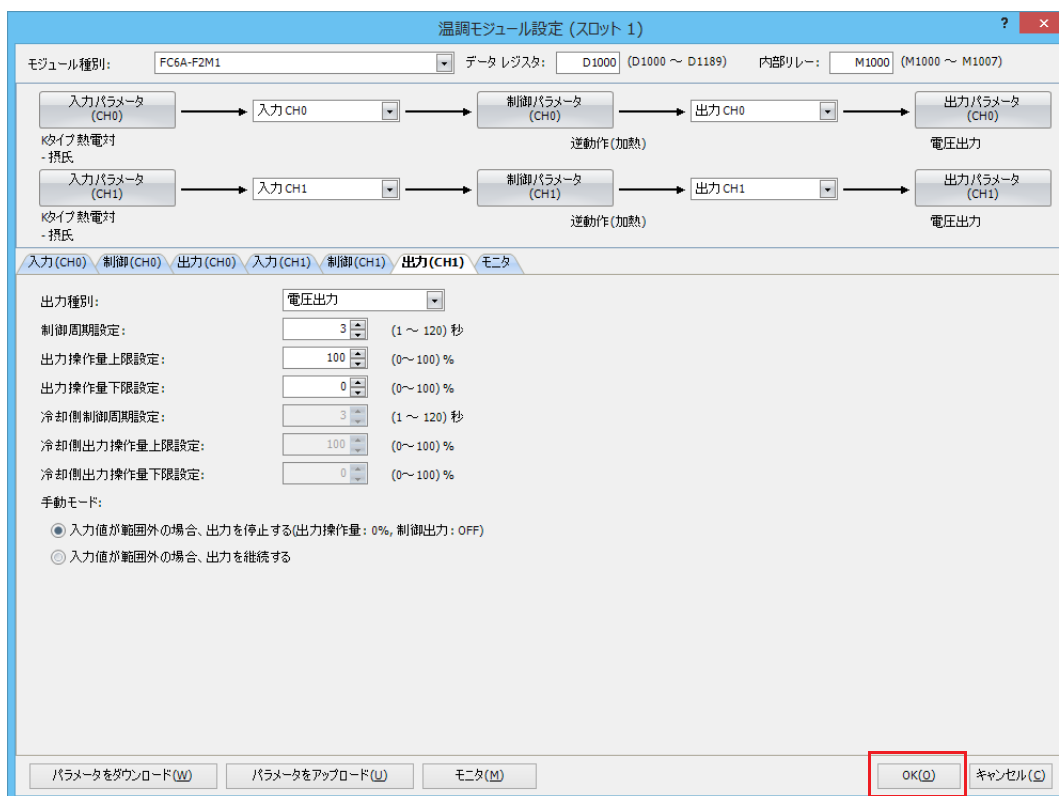 温調モジュール設定 (スロット 1)
? ×
モジュール種別: FC6A-F2M1 データ レジスタ: D1000 (D1000 ～ D1189) 内部リレー: M1000 (M1000 ～ M1007)
入力パラメータ
(CH0)
入力 CH0
制御パラメータ
(CH0)
出力 CH0
出力パラメータ
(CH0)
Kタイプ 熱電対
- 摂氏
逆動作(加熱)
電圧出力
入力パラメータ
(CH1)
入力 CH1
制御パラメータ
(CH1)
出力 CH1
出力パラメータ
(CH1)
Kタイプ 熱電対
- 摂氏
逆動作(加熱)
電圧出力
入力(CH0) 制御(CH0) 出力(CH0) 入力(CH1) 制御(CH1) 出力(CH1) モニタ
出力種別: 電圧出力
制御周期設定: 3 (1 ～ 120) 秒
出力操作量上限設定: 100 (0～ 100) %
出力操作量下限設定: 0 (0～ 100) %
冷却側制御周期設定: 3 (1 ～ 120) 秒
冷却側出力操作量上限設定: 100 (0～ 100) %
冷却側出力操作量下限設定: 0 (0～ 100) %
手動モード:
入力値が範囲外の場合、出力を停止する(出力操作量: 0%, 制御出力: OFF)
入力値が範囲外の場合、出力を継続する
パラメータをダウンロード(W) パラメータをアップロード(U) モニタ(M) OK(O) キャンセル(C)